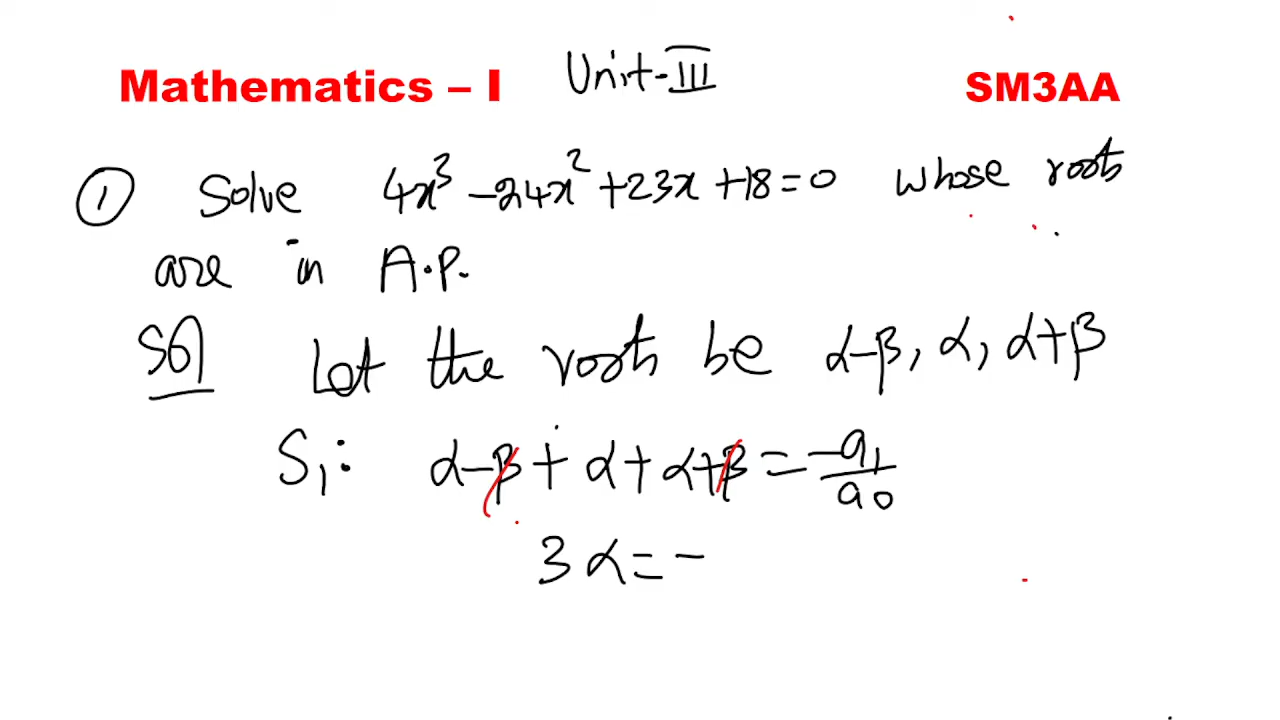 Mathematics – I Unit-III SM3AA
① Solve 4x³ -24x² +23x +18=0 whose roots
are in A.P.
Sol Let the roots be α-β, α, α+β
S₁: α-β + α + α+β = -a₁/a₀
3α = -